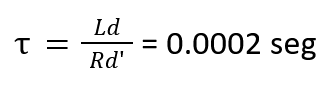 τ = Ld / Rd' = 0.0002 seg